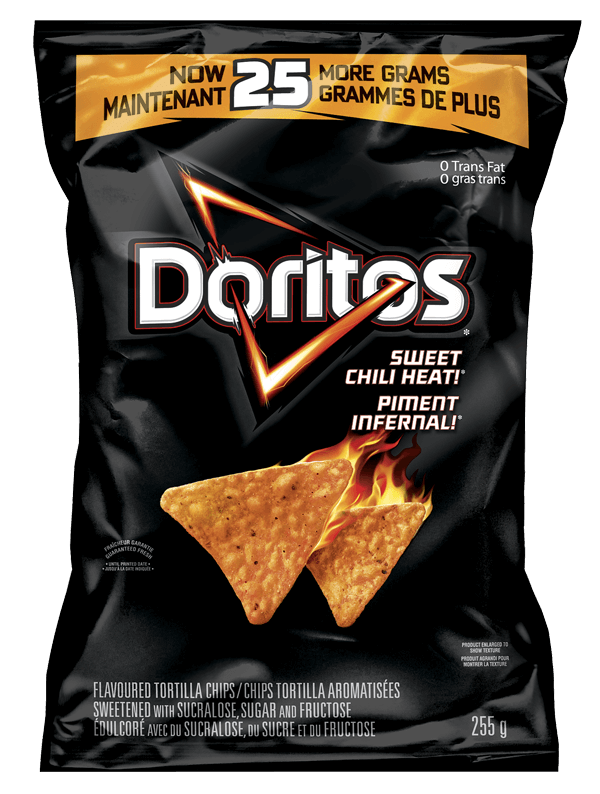 NOW 25 MORE GRAMS
MAINTENANT GRAMMES DE PLUS
0 Trans Fat
0 gras trans
Doritos
*
SWEET
CHILI HEAT!®
PIMENT
INFERNAL!®
FRAÎCHEUR GARANTIE
GUARANTEED FRESH
• UNTIL PRINTED DATE •
• JUSQU'À LA DATE INDIQUÉE •
PRODUCT ENLARGED TO
SHOW TEXTURE
PRODUIT AGRANDI POUR
MONTRER LA TEXTURE
FLAVOURED TORTILLA CHIPS / CHIPS TORTILLA AROMATISÉES
SWEETENED WITH SUCRALOSE, SUGAR AND FRUCTOSE
ÉDULCORÉ AVEC DU SUCRALOSE, DU SUCRE ET DU FRUCTOSE
255 g